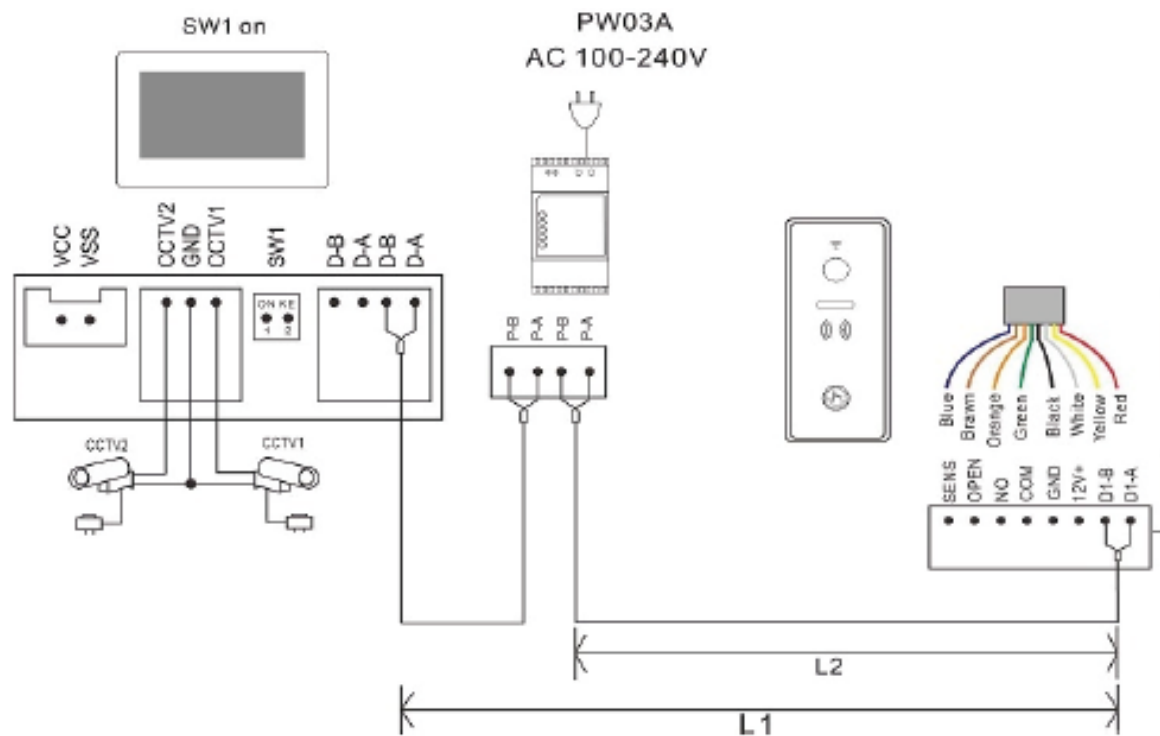 SW1 on
PW03A
AC 100-240V
VCC
VSS
CCTV2
GND
CCTV1
SW1
D-B
D-A
D-B
D-A
ON KE
1 2
P-B
P-A
P-B
P-A
CCTV2
CCTV1
Blue
Brawn
Orange
Green
Black
White
Yellow
Red
SENS
OPEN
NO
COM
GND
12V+
D1-B
D1-A
L2
L1